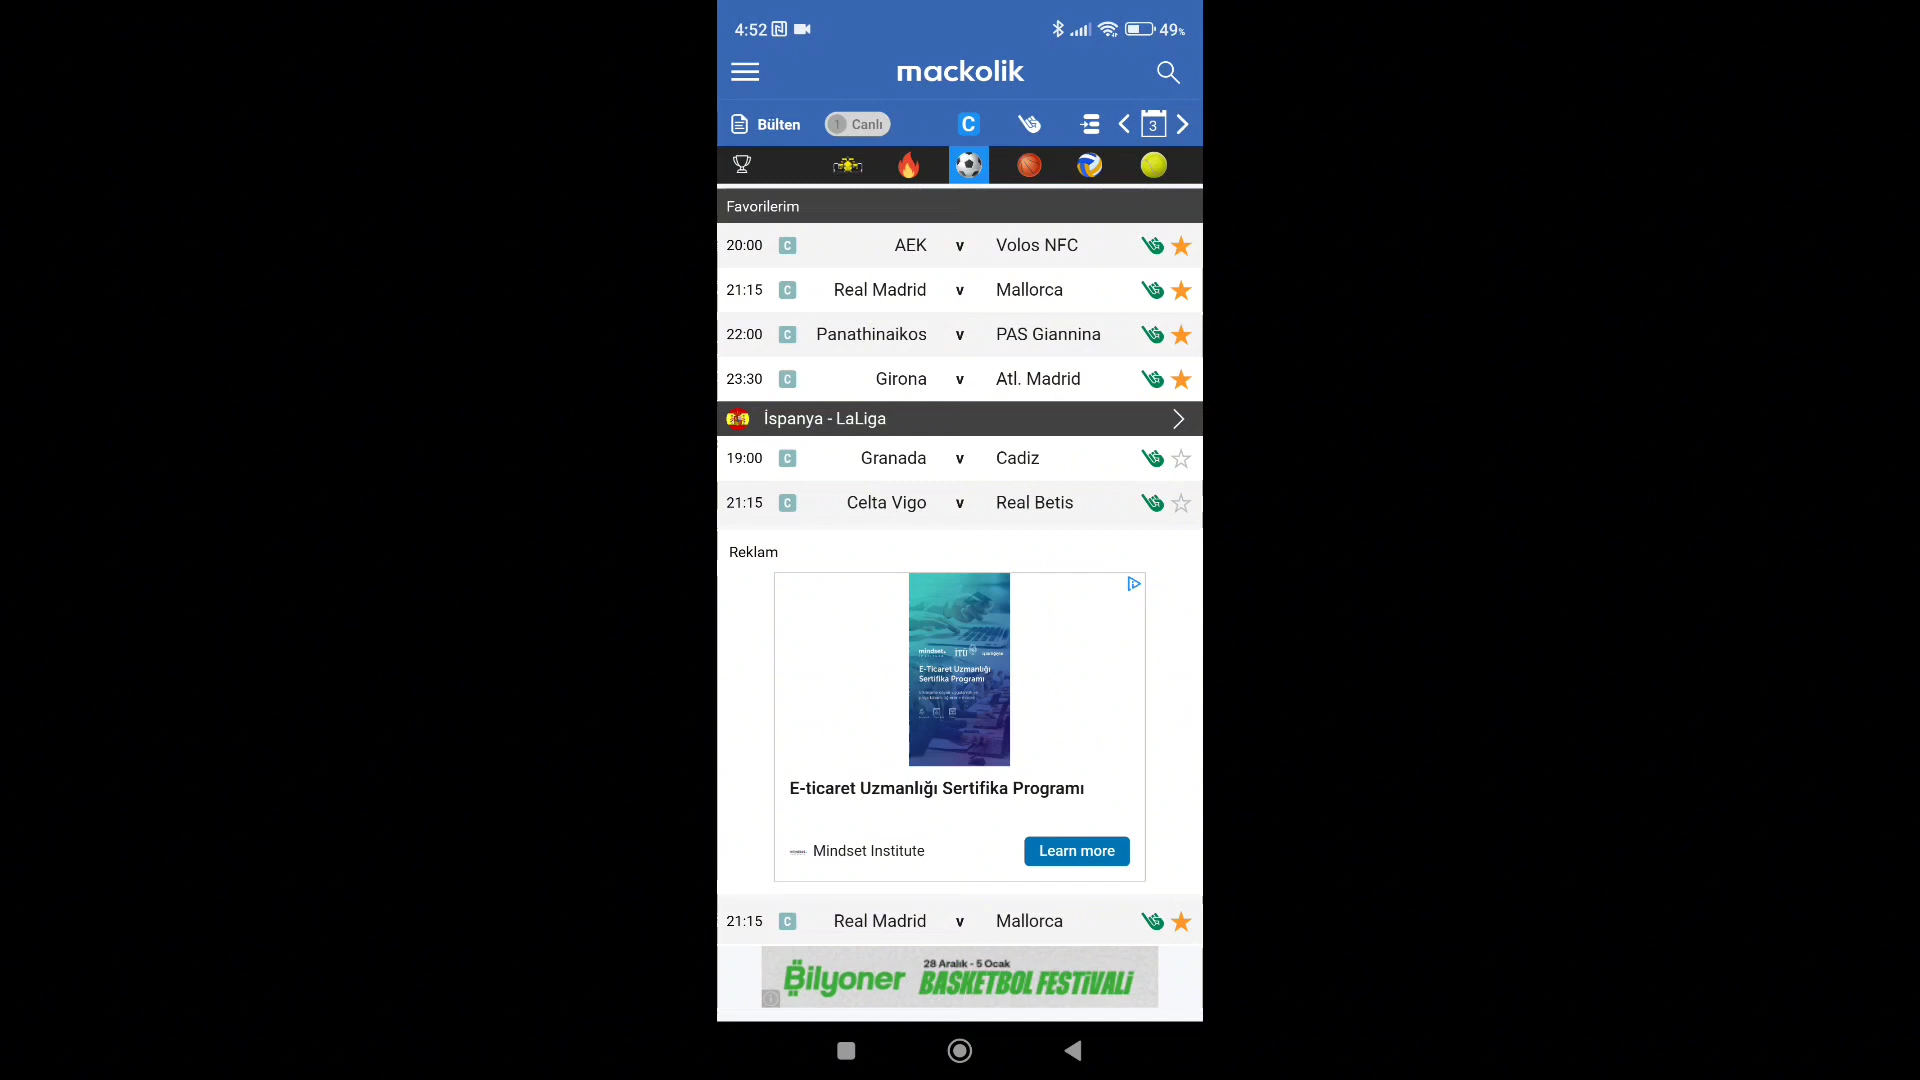 4:52 49%
mackolik
Bülten 1 Canlı C 3
Favorilerim
20:00 C AEK v Volos NFC
21:15 C Real Madrid v Mallorca
22:00 C Panathinaikos v PAS Giannina
23:30 C Girona v Atl. Madrid
İspanya - LaLiga
19:00 C Granada v Cadiz
21:15 C Celta Vigo v Real Betis
Reklam
mindset. İTÜ
E-Ticaret Uzmanlığı
Sertifika Programı
E-ticaret Uzmanlığı Sertifika Programı
Mindset Institute Learn more
21:15 C Real Madrid v Mallorca
Bilyoner 28 Aralık - 5 Ocak
BASKETBOL FESTİVALİ